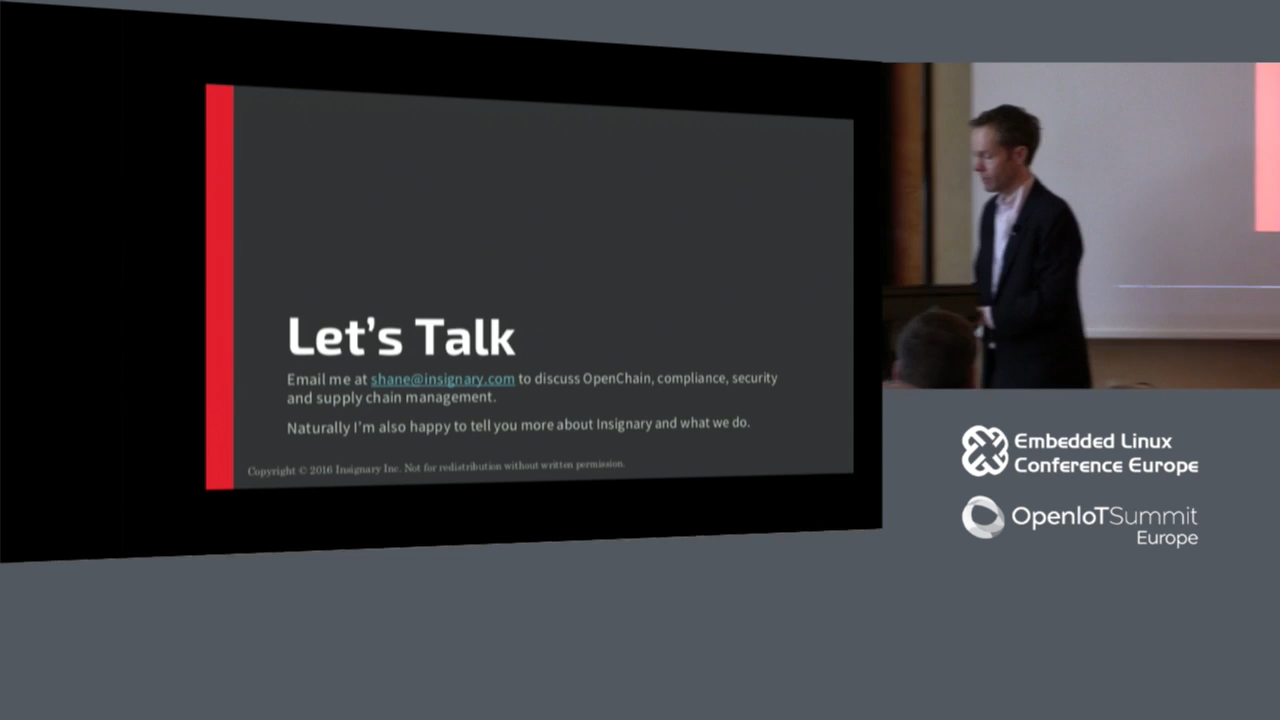 Let's Talk
Email me at shane@insignary.com to discuss OpenChain, compliance, security
and supply chain management.
Naturally I'm also happy to tell you more about Insignary and what we do.
Copyright © 2016 Insignary Inc. Not for redistribution without written permission.
Embedded Linux
Conference Europe
OpenIoTSummit
Europe